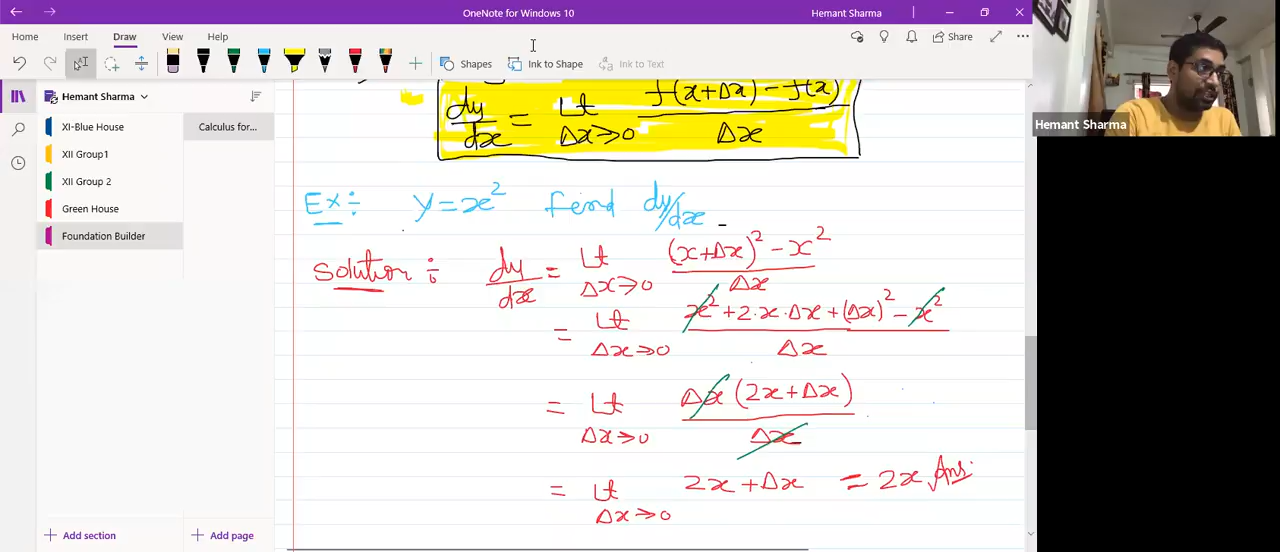 OneNote for Windows 10
Hemant Sharma
Home Insert Draw View Help
Share
Shapes Ink to Shape Ink to Text
Hemant Sharma
XI-Blue House
XII Group1
XII Group 2
Green House
Foundation Builder
Add section
Calculus for...
Add page
dy/dx = Lt Δx→0 f(x+Δx) − f(x) / Δx
Ex: y = x² find dy/dx
Solution: dy/dx = Lt Δx→0 (x+Δx)² − x² / Δx
= Lt Δx→0 x² + 2·x·Δx + (Δx)² − x² / Δx
= Lt Δx→0 Δx (2x + Δx) / Δx
= Lt Δx→0 2x + Δx = 2x Ans:
Hemant Sharma